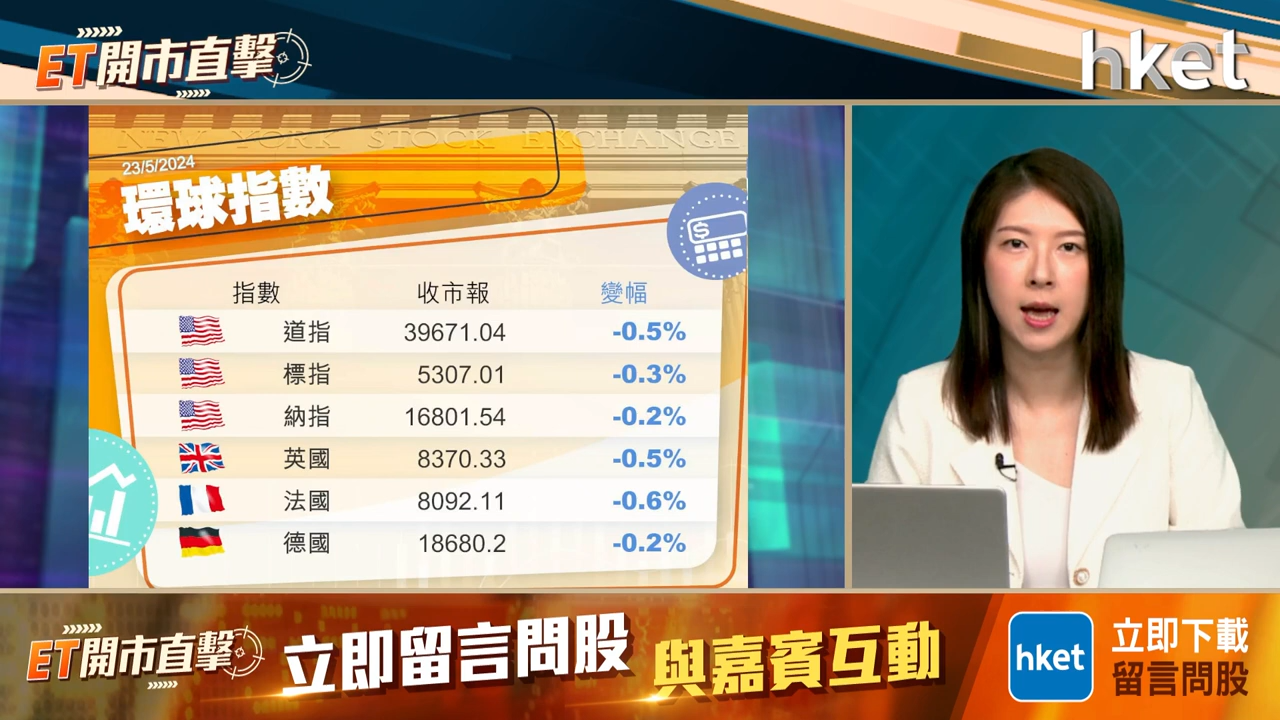 ET開市直擊
hket
NEW YORK STOCK EXCHANGE
23/5/2024
環球指數
$
指數 收市報 變幅
道指 39671.04 -0.5%
標指 5307.01 -0.3%
納指 16801.54 -0.2%
英國 8370.33 -0.5%
法國 8092.11 -0.6%
德國 18680.2 -0.2%
ET開市直擊
立即留言問股
與嘉賓互動
hket
立即下載
留言問股